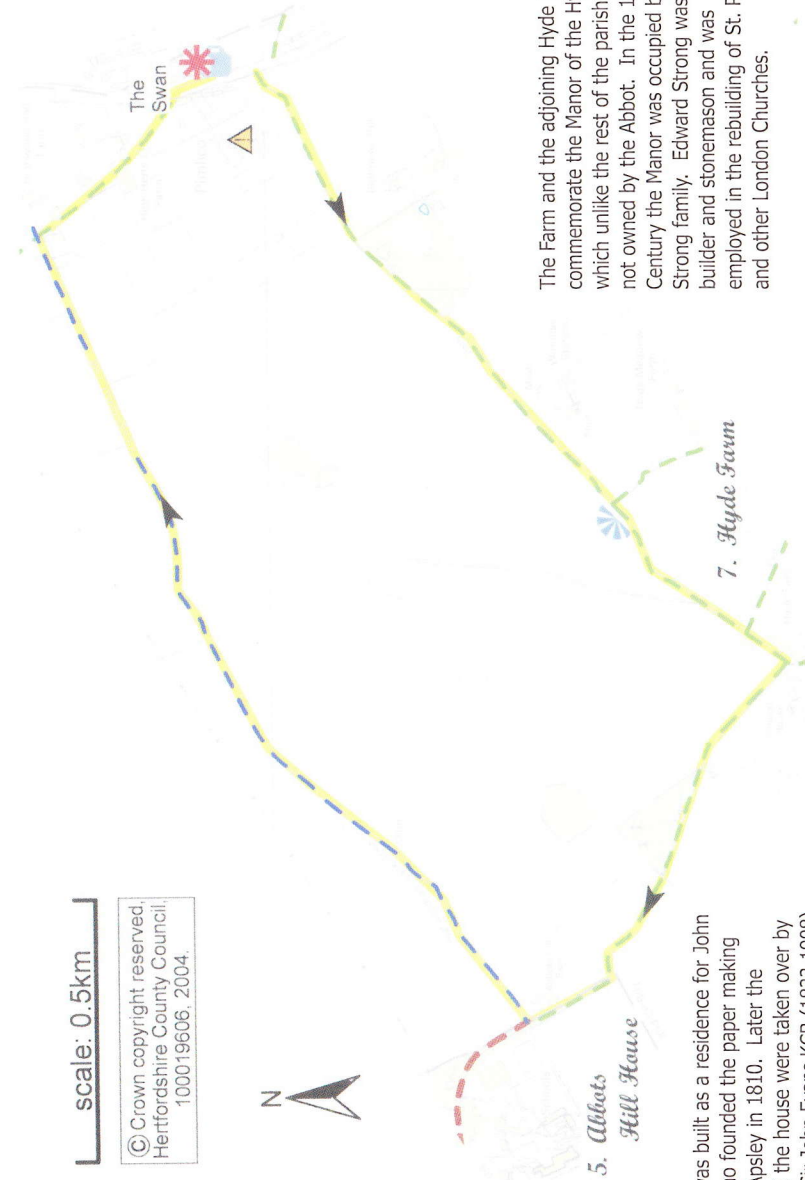 scale: 0.5km
© Crown copyright reserved,
Hertfordshire County Council,
100019606, 2004.
N
The
Swan
5. Abbots
Hill House
7. Hyde Farm
The Farm and the adjoining Hyde
commemorate the Manor of the
which unlike the rest of the parish
not owned by the Abbot. In the
Century the Manor was occupied
Strong family. Edward Strong was
builder and stonemason and was
employed in the rebuilding of St.
and other London Churches.
was built as a residence for John
founded the paper making
Apsley in 1810. Later the
the house were taken over by
John Evans KCB